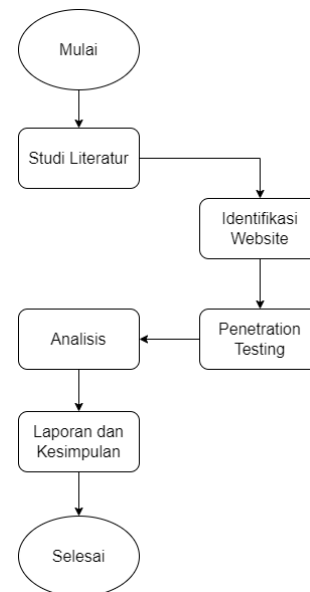 Mulai
Studi Literatur
Identifikasi
Website
Penetration
Testing
Analisis
Laporan dan
Kesimpulan
Selesai